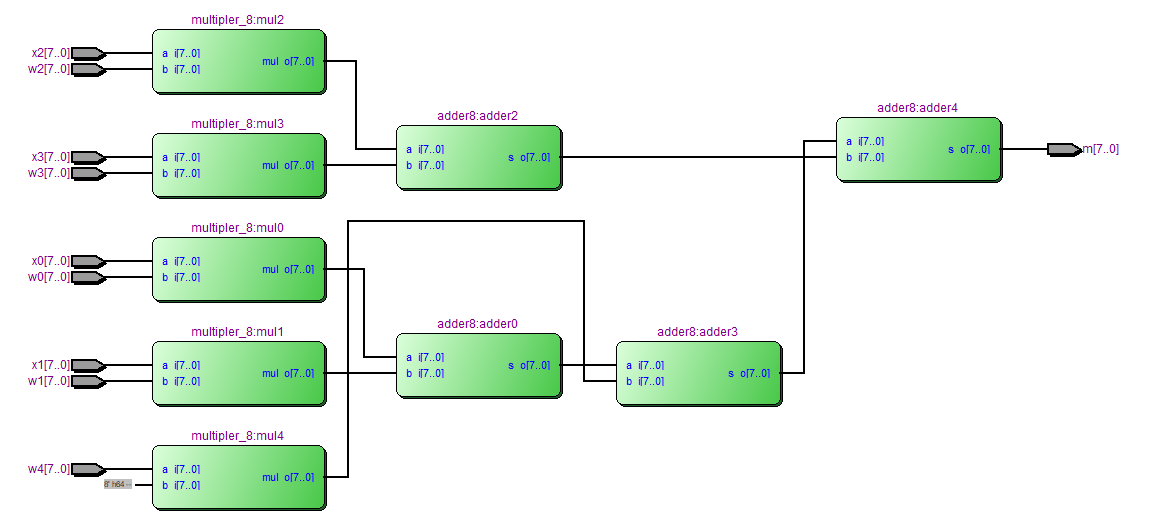 multipler_8:mul2
x2[7..0]
w2[7..0]
a i[7..0]
b i[7..0]
mul o[7..0]
multipler_8:mul3
x3[7..0]
w3[7..0]
a i[7..0]
b i[7..0]
mul o[7..0]
adder8:adder2
a i[7..0]
b i[7..0]
s o[7..0]
adder8:adder4
a i[7..0]
b i[7..0]
s o[7..0]
m[7..0]
multipler_8:mul0
x0[7..0]
w0[7..0]
a i[7..0]
b i[7..0]
mul o[7..0]
multipler_8:mul1
x1[7..0]
w1[7..0]
a i[7..0]
b i[7..0]
mul o[7..0]
adder8:adder0
a i[7..0]
b i[7..0]
s o[7..0]
adder8:adder3
a i[7..0]
b i[7..0]
s o[7..0]
multipler_8:mul4
w4[7..0]
8' h64 --
a i[7..0]
b i[7..0]
mul o[7..0]